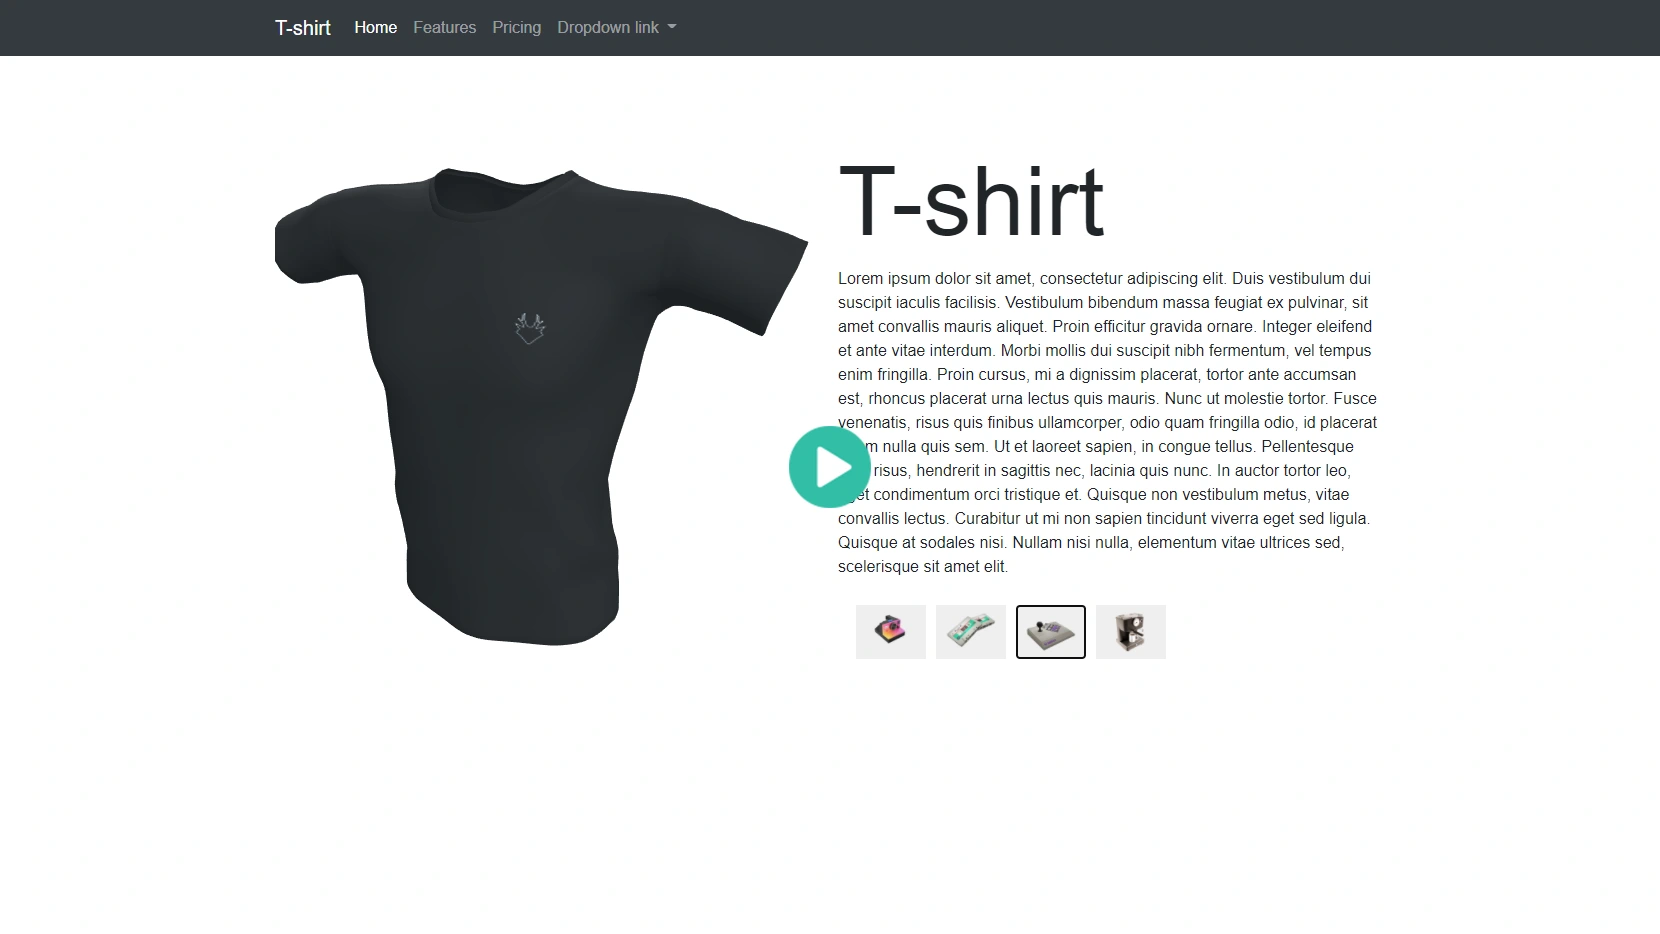 T-shirt Home Features Pricing Dropdown link
T-shirt
Lorem ipsum dolor sit amet, consectetur adipiscing elit. Duis vestibulum dui
suscipit iaculis facilisis. Vestibulum bibendum massa feugiat ex pulvinar, sit
amet convallis mauris aliquet. Proin efficitur gravida ornare. Integer eleifend
et ante vitae interdum. Morbi mollis dui suscipit nibh fermentum, vel tempus
enim fringilla. Proin cursus, mi a dignissim placerat, tortor ante accumsan
est, rhoncus placerat urna lectus quis mauris. Nunc ut molestie tortor. Fusce
venenatis, risus quis finibus ullamcorper, odio quam fringilla odio, id placerat
nulla quis sem. Ut et laoreet sapien, in congue tellus. Pellentesque
risus, hendrerit in sagittis nec, lacinia quis nunc. In auctor tortor leo,
eget condimentum orci tristique et. Quisque non vestibulum metus, vitae
convallis lectus. Curabitur ut mi non sapien tincidunt viverra eget sed ligula.
Quisque at sodales nisi. Nullam nisi nulla, elementum vitae ultrices sed,
scelerisque sit amet elit.